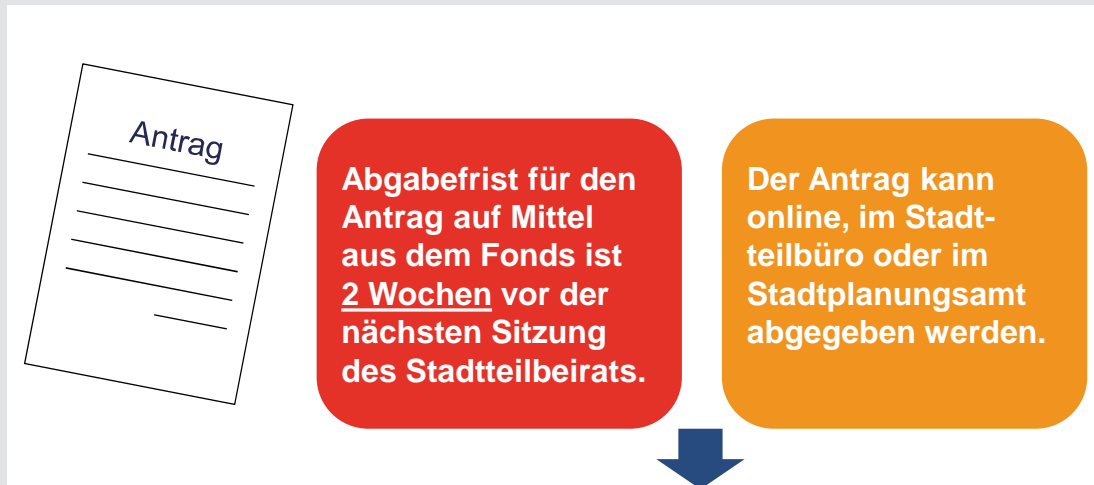 Antrag
Abgabefrist für den
Antrag auf Mittel
aus dem Fonds ist
2 Wochen vor der
nächsten Sitzung
des Stadtteilbeirats.
Der Antrag kann
online, im Stadt-
teilbüro oder im
Stadtplanungsamt
abgegeben werden.